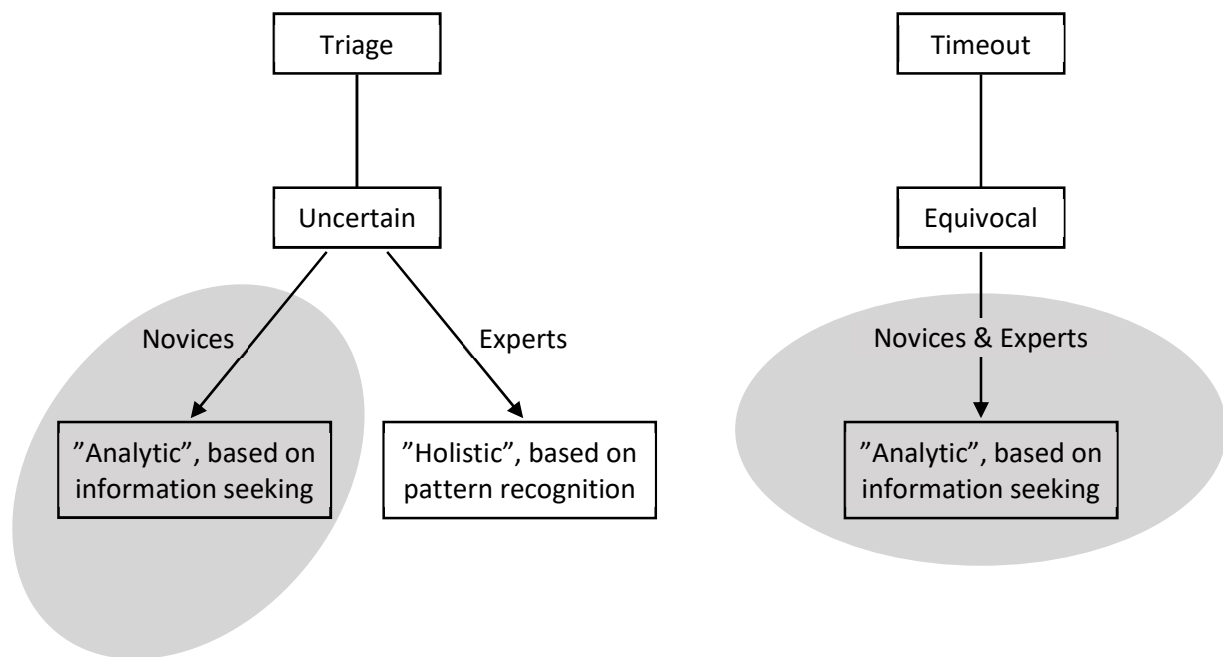 Triage
Uncertain
Novices
Experts
”Analytic”, based on
information seeking
”Holistic”, based on
pattern recognition
Timeout
Equivocal
Novices & Experts
”Analytic”, based on
information seeking